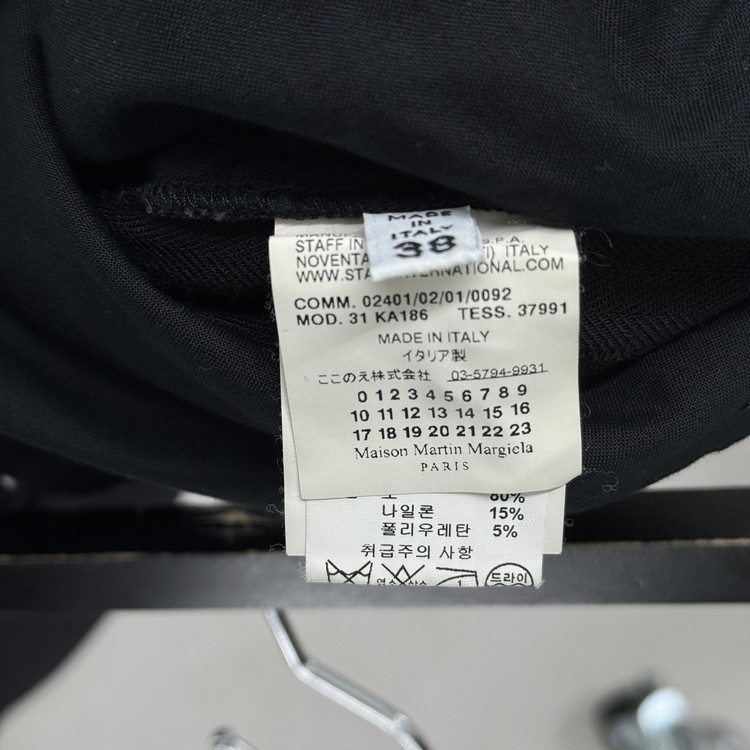 MADE
IN
ITALY
38
STAFF IN S.P.A.
NOVENTA VI) ITALY
WWW.STA INTERNATIONAL.COM
COMM. 02401/02/01/0092
MOD. 31 KA186 TESS. 37991
MADE IN ITALY
イタリア製
ここのえ株式会社 03-5794-9931
0 1 2 3 4 5 6 7 8 9
10 11 12 13 14 15 16
17 18 19 20 21 22 23
Maison Martin Margiela
PARIS
80%
나일론 15%
폴리우레탄 5%
취급주의 사항
드라이